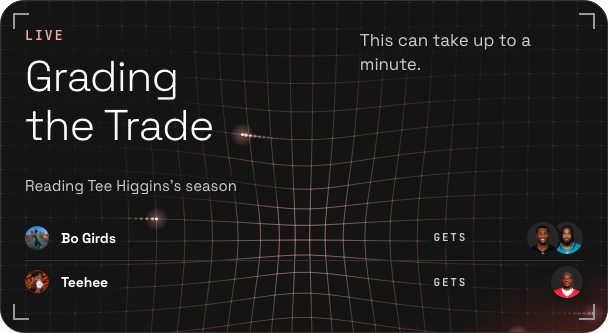 LIVE
Grading
the Trade
This can take up to a
minute.
Reading Tee Higgins's season
Bo Girds
GETS
Teehee
GETS